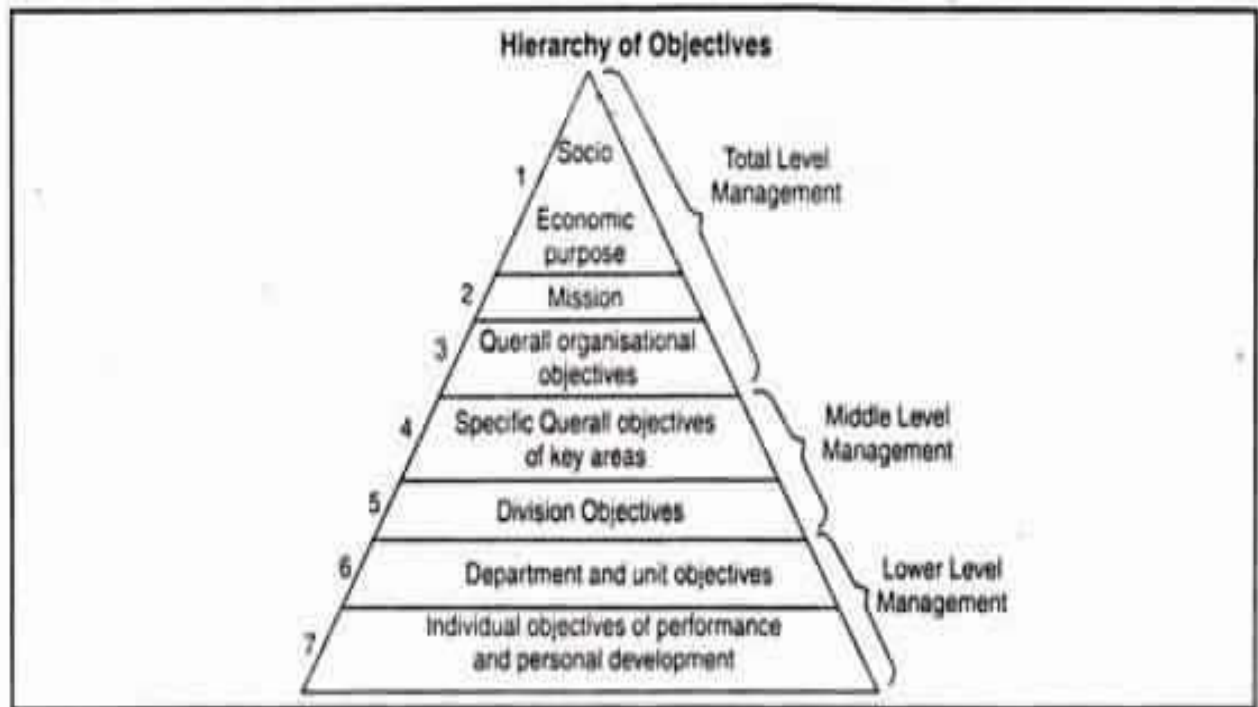 Hierarchy of Objectives
1
Socio
Economic
purpose
Total Level
Management
2
Mission
3
Querall organisational
objectives
4
Specific Querall objectives
of key areas
Middle Level
Management
5
Division Objectives
6
Department and unit objectives
Lower Level
Management
7
Individual objectives of performance
and personal development